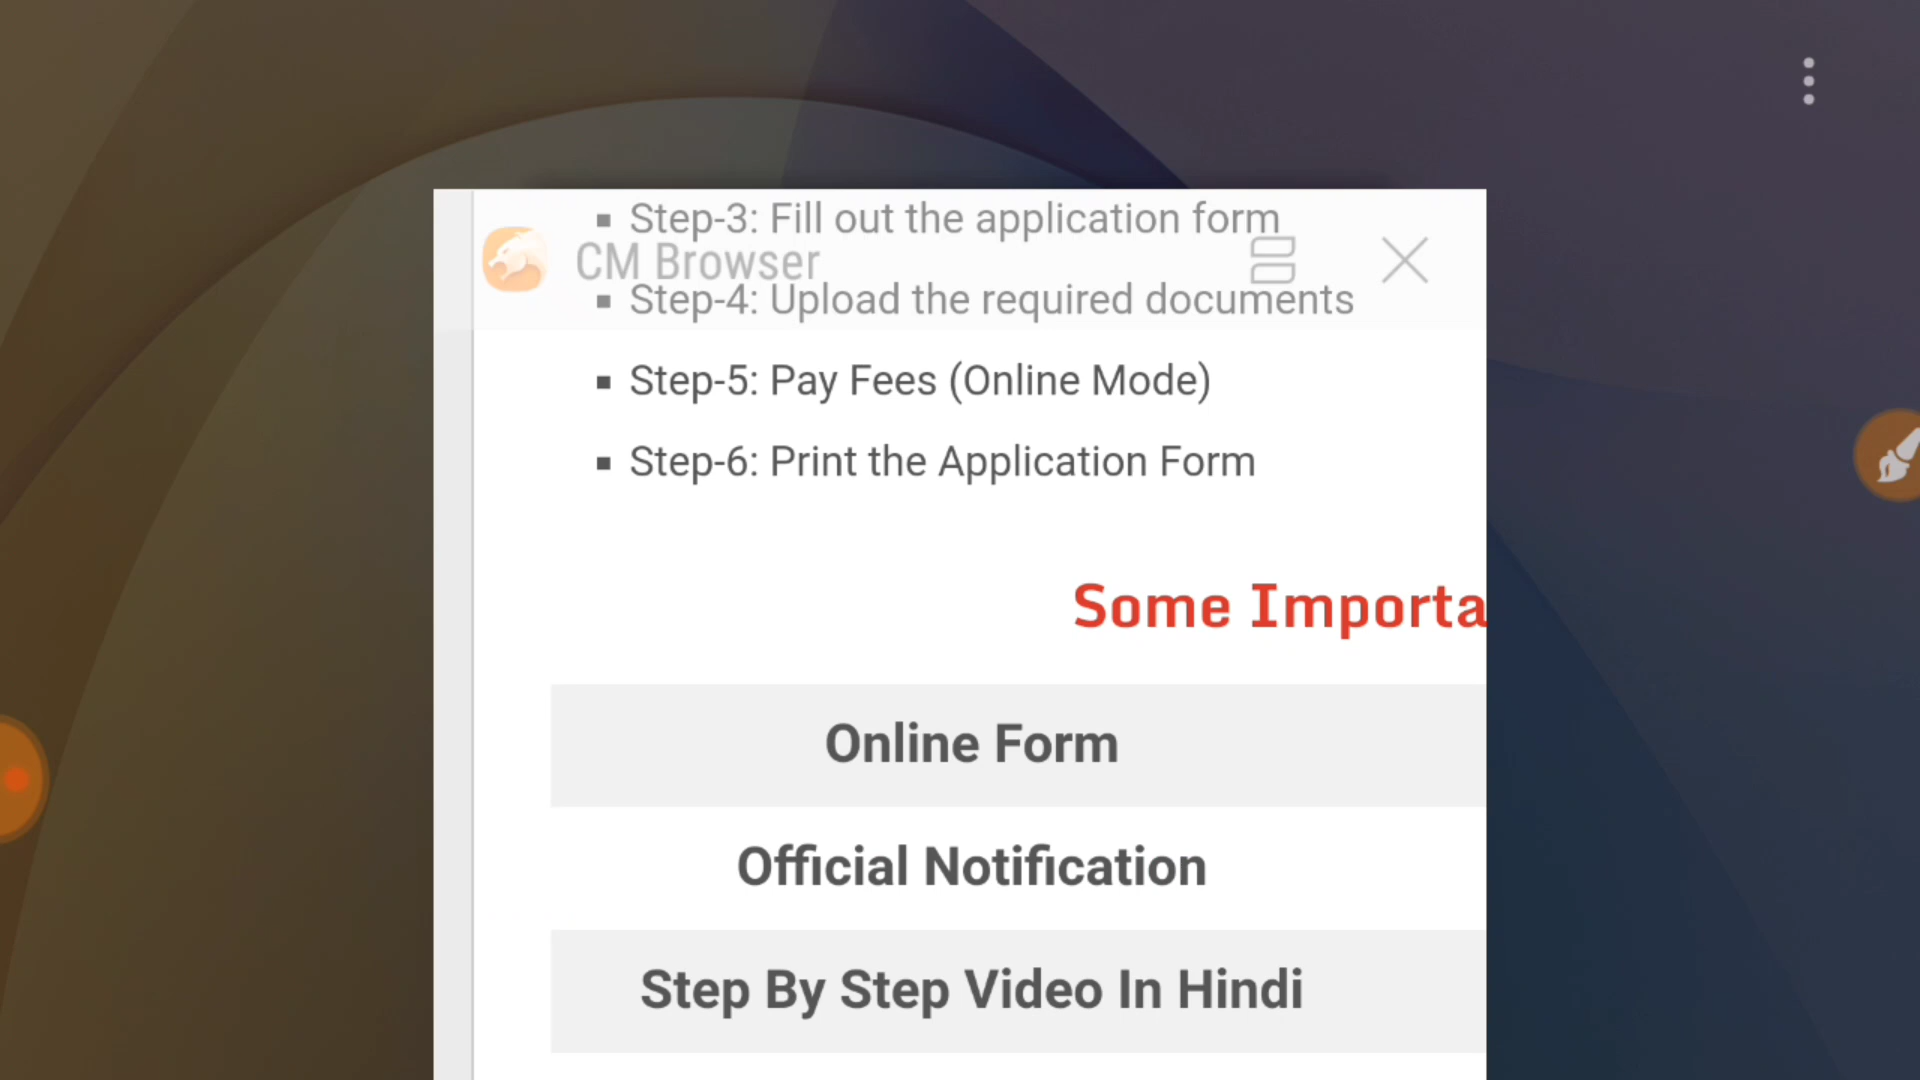 Step-3: Fill out the application form
CM Browser
Step-4: Upload the required documents
Step-5: Pay Fees (Online Mode)
Step-6: Print the Application Form
Some Importa
Online Form
Official Notification
Step By Step Video In Hindi